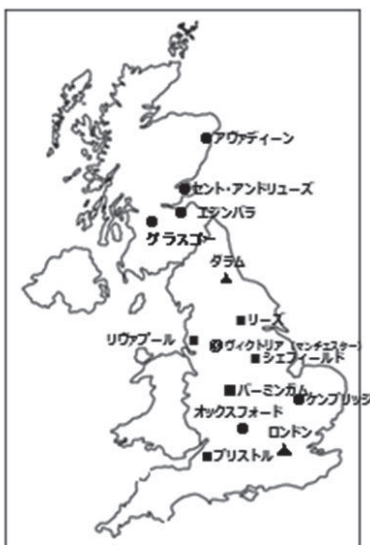 アヴァディーン
セント・アンドリューズ
エジンバラ
グラスゴー
ダラム
リーズ
リヴァプール
ヴィクトリア (マンチェスター)
シェフィールド
バーミンガム
ケンブリッジ
オックスフォード
ロンドン
ブリストル